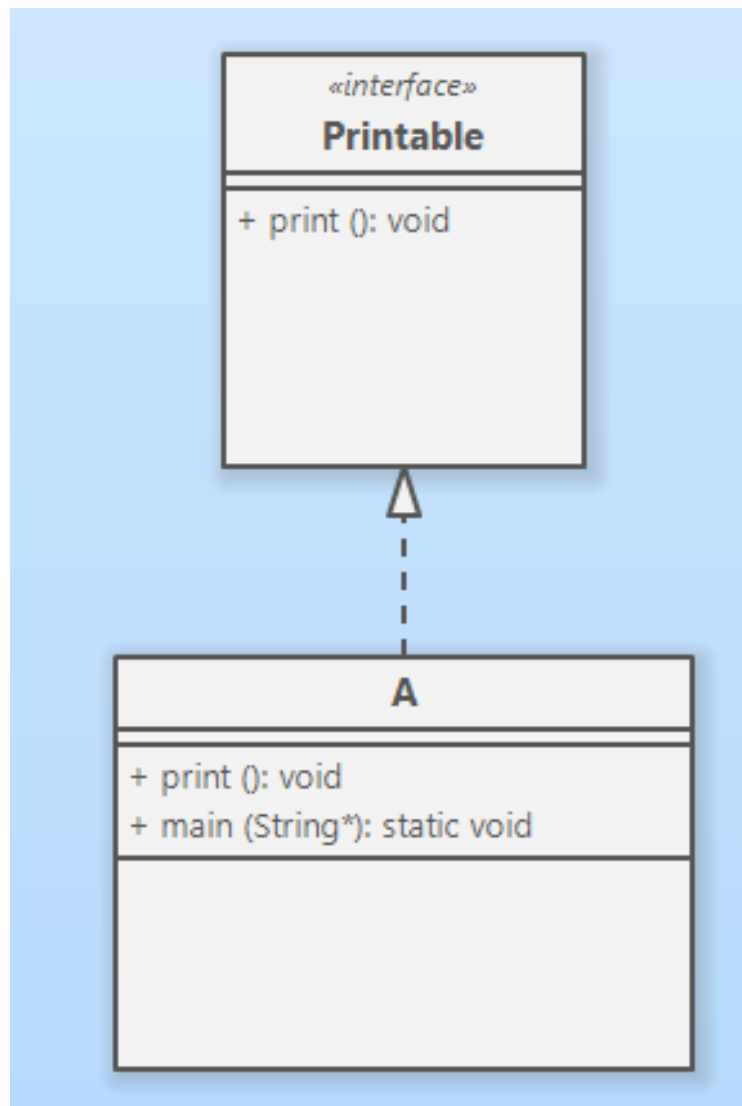 «interface»
Printable
+ print (): void
A
+ print (): void
+ main (String*): static void